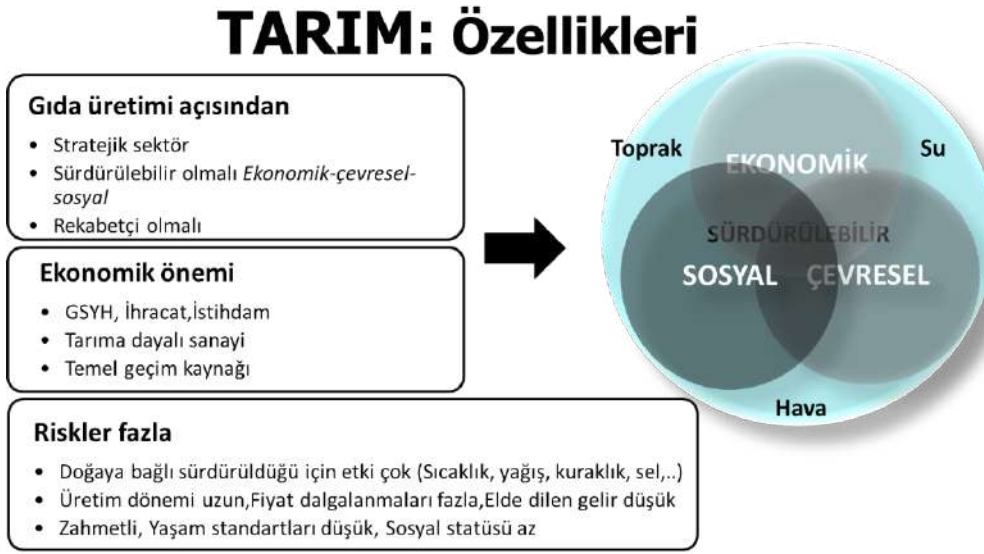 TARIM: Özellikleri
Gıda üretimi açısından
• Stratejik sektör
• Sürdürülebilir olmalı Ekonomik-çevresel-
sosyal
• Rekabetçi olmalı
Ekonomik önemi
• GSYH, İhracat,İstihdam
• Tarıma dayalı sanayi
• Temel geçim kaynağı
Riskler fazla
• Doğaya bağlı sürdürüldüğü için etki çok (Sıcaklık, yağış, kuraklık, sel,..)
• Üretim dönemi uzun,Fiyat dalgalanmaları fazla,Elde dilen gelir düşük
• Zahmetli, Yaşam standartları düşük, Sosyal statüsü az
Toprak
Su
EKONOMİK
SÜRDÜRÜLEBİLİR
SOSYAL
ÇEVRESEL
Hava